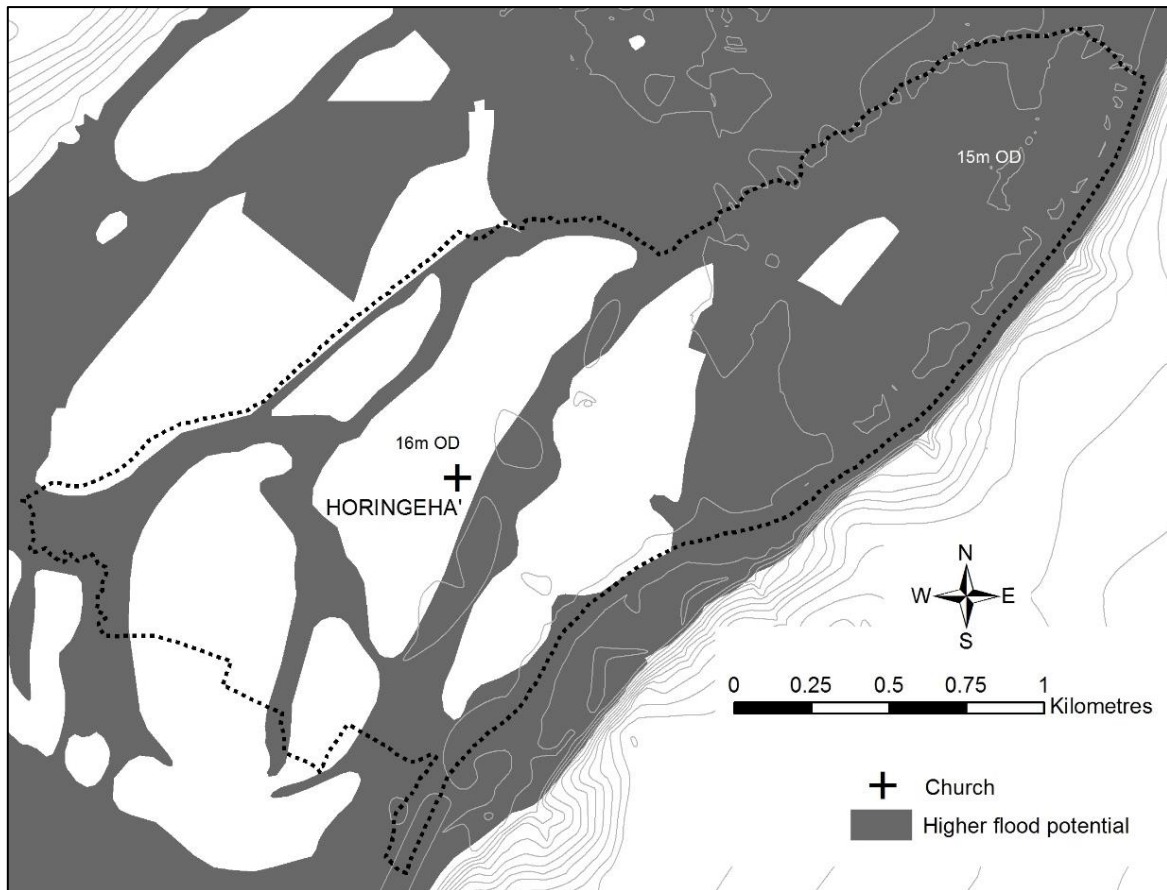 15m OD
16m OD
HORINGEHA'
N
W E
S
0 0.25 0.5 0.75 1
Kilometres
Church
Higher flood potential